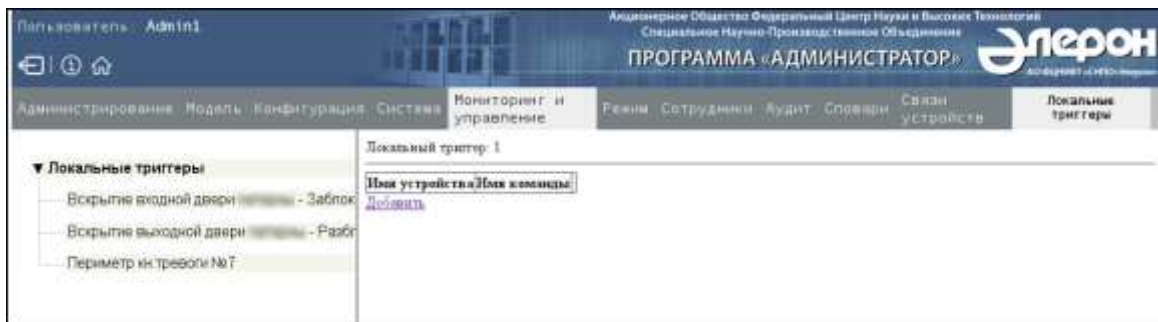 Пользователь: Admin1
Акционерное Общество Федеральный Центр Науки и Высоких Технологий
Специальное Научно-Производственное Объединение
ПРОГРАММА «АДМИНИСТРАТОР»
Элерон
Администрирование Модель Конфигурация Система Мониторинг и управление Режим Сотрудники Аудит Словари Связи устройств Локальные триггеры
▼ Локальные триггеры
Вскрытие входной двери - Заблок
Вскрытие выходной двери - Разбл
Периметр кн.тревоги №7
Локальный триггер: 1
Имя устройства Имя команды
Добавить